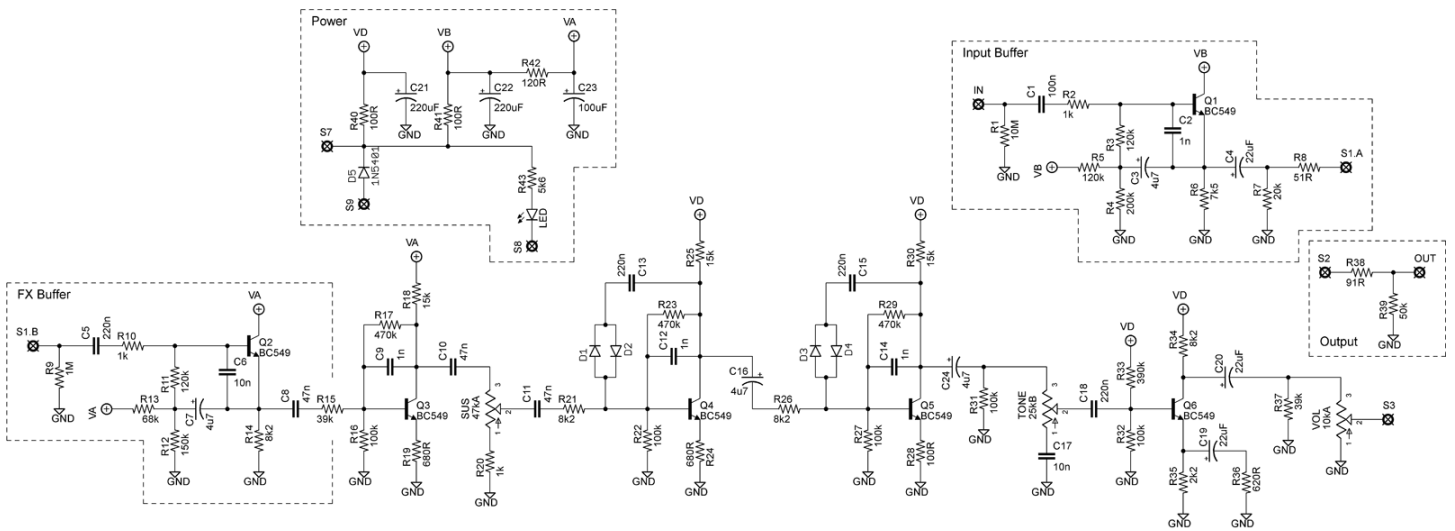 Power
VD
VB
VA
R42
120R
C21
220uF
C22
220uF
C23
100uF
R40
100R
R41
100R
GND
GND
GND
S7
D5
1N5401
S9
R43
5k6
LED
S8
Input Buffer
VB
IN
C1
100n
R2
1k
Q1
BC549
R1
10M
GND
R3
120k
C2
1n
VB
R5
120k
C3
4u7
C4
22uF
R8
51R
S1.A
R4
200k
R6
7k5
R7
20k
GND
GND
GND
S2
R38
91R
OUT
R39
50k
GND
Output
FX Buffer
VA
S1.B
C5
220n
R10
1k
Q2
BC549
R9
1M
GND
R11
120k
C6
10n
VA
R13
68k
C7
4u7
R12
150k
R14
8k2
GND
GND
C8
47n
R15
39k
VA
R18
15k
R17
470k
C9
1n
C10
47n
Q3
BC549
R16
100k
R19
680R
GND
GND
SUS
47kA
3
2
1
R20
1k
GND
C11
47n
R21
8k2
220n
C13
D1
D2
VD
R25
15k
R23
470k
C12
1n
Q4
BC549
R22
100k
680R
R24
GND
GND
C16
4u7
R26
8k2
220n
C15
D3
D4
VD
R30
15k
R29
470k
C14
1n
Q5
BC549
R27
100k
R28
100R
GND
GND
C24
4u7
R31
100k
GND
TONE
25kB
3
2
1
C17
10n
GND
C18
220n
VD
R33
390k
R32
100k
GND
VD
R34
8k2
Q6
BC549
C20
22uF
C19
22uF
R35
2k2
R36
620R
GND
GND
R37
39k
GND
VOL
10kA
3
2
1
S3
GND